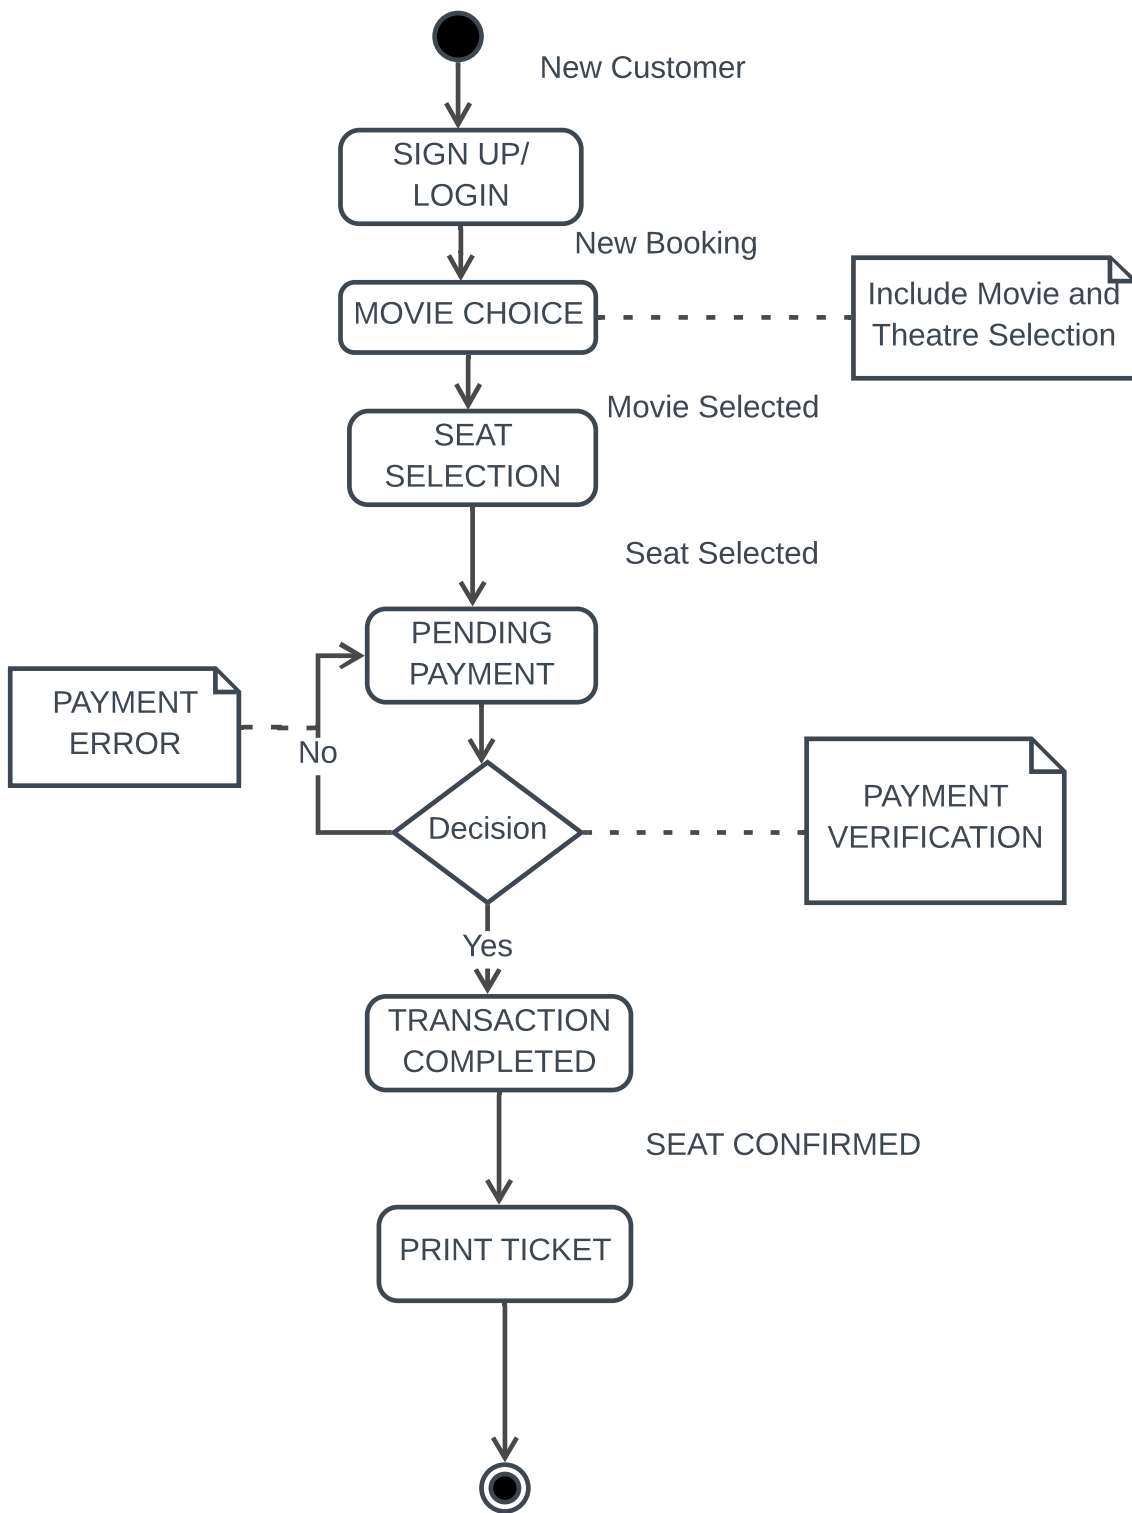 New Customer
SIGN UP/
LOGIN
New Booking
MOVIE CHOICE
Include Movie and
Theatre Selection
Movie Selected
SEAT
SELECTION
Seat Selected
PENDING
PAYMENT
PAYMENT
ERROR
No
Decision
PAYMENT
VERIFICATION
Yes
TRANSACTION
COMPLETED
SEAT CONFIRMED
PRINT TICKET